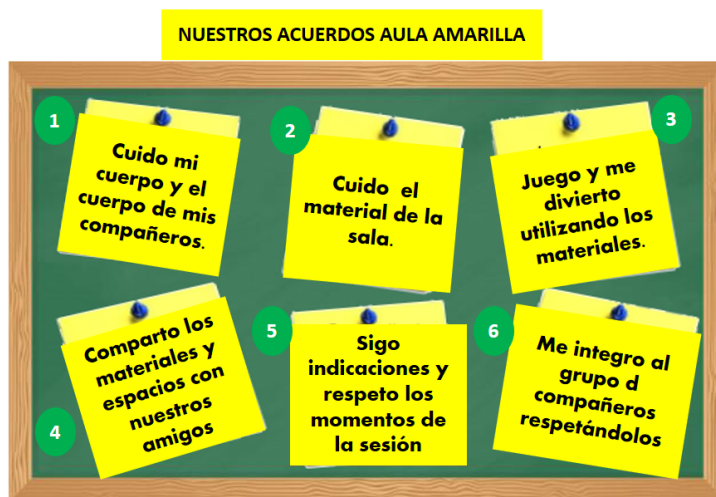 NUESTROS ACUERDOS AULA AMARILLA
1
Cuido mi
cuerpo y el
cuerpo de mis
compañeros.
2
Cuido el
material de la
sala.
3
Juego y me
divierto
utilizando los
materiales.
4
Comparto los
materiales y
espacios con
nuestros
amigos
5
Sigo
indicaciones y
respeto los
momentos de
la sesión
6
Me integro al
grupo d
compañeros
respetándolos